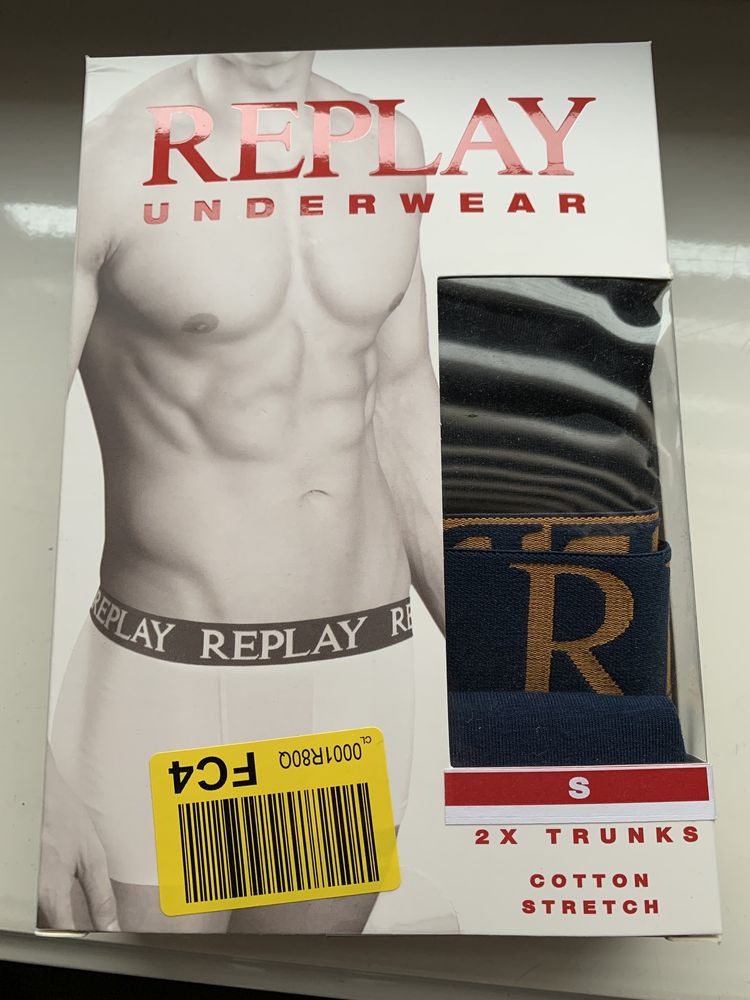 REPLAY
UNDERWEAR
R
REPLAY REPLAY RE
S
2X TRUNKS
COTTON
STRETCH
CL
0001R80Q
FC4